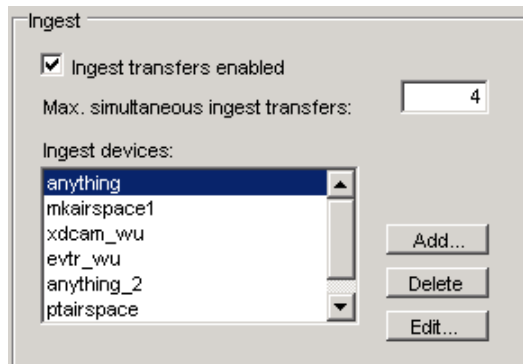 Ingest
Ingest transfers enabled
Max. simultaneous ingest transfers: 4
Ingest devices:
anything
mkairspace1
xdcam_wu
evtr_wu
anything_2
ptairspace
Add...
Delete
Edit...